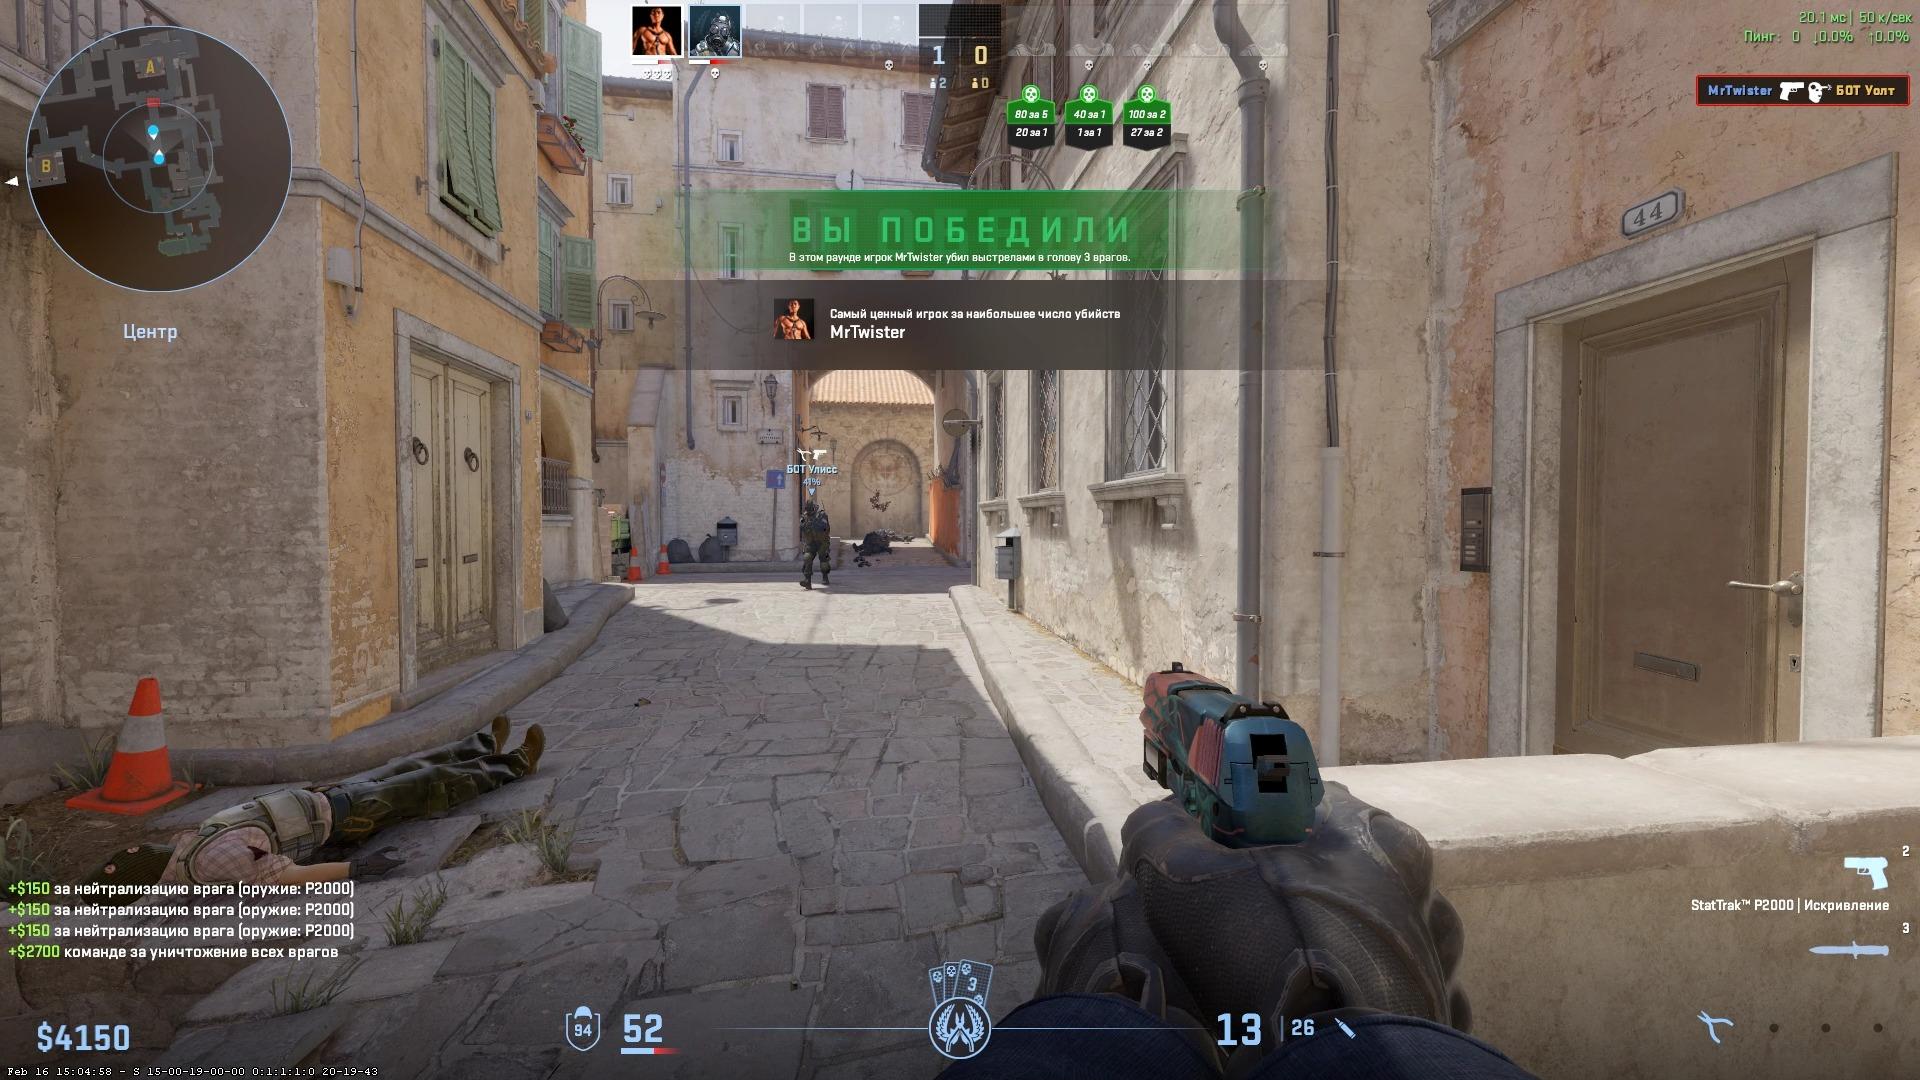 20.1 мс | 50 к/сек
Пинг: 0 ↓0.0% ↑0.0%
MrTwister БОТ Уолт
1 0
2 0
80 за 5 40 за 1 100 за 2
20 за 1 1 за 1 27 за 2
A
B
Центр
ВЫ ПОБЕДИЛИ
В этом раунде игрок MrTwister убил выстрелами в голову 3 врагов.
Самый ценный игрок за наибольшее число убийств
MrTwister
44
БОТ Улисс
41%
+$150 за нейтрализацию врага (оружие: P2000)
+$150 за нейтрализацию врага (оружие: P2000)
+$150 за нейтрализацию врага (оружие: P2000)
+$2700 команде за уничтожение всех врагов
2
StatTrak™ P2000 | Искривление
3
$4150
94 52
3
13 | 26
Feb 16 15:04:58 - S 15-00-19-00-00 0:1:1:1:0 20-19-43